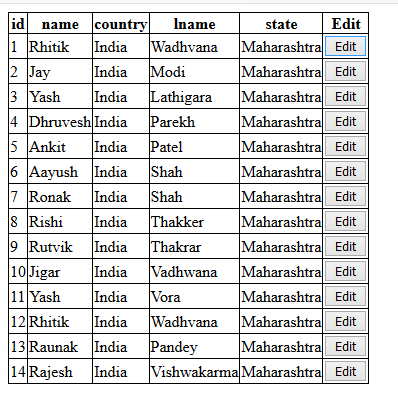 id name country lname state Edit
1 Rhitik India Wadhvana Maharashtra Edit
2 Jay India Modi Maharashtra Edit
3 Yash India Lathigara Maharashtra Edit
4 Dhruvesh India Parekh Maharashtra Edit
5 Ankit India Patel Maharashtra Edit
6 Aayush India Shah Maharashtra Edit
7 Ronak India Shah Maharashtra Edit
8 Rishi India Thakker Maharashtra Edit
9 Rutvik India Thakrar Maharashtra Edit
10 Jigar India Vadhwana Maharashtra Edit
11 Yash India Vora Maharashtra Edit
12 Rhitik India Wadhvana Maharashtra Edit
13 Raunak India Pandey Maharashtra Edit
14 Rajesh India Vishwakarma Maharashtra Edit